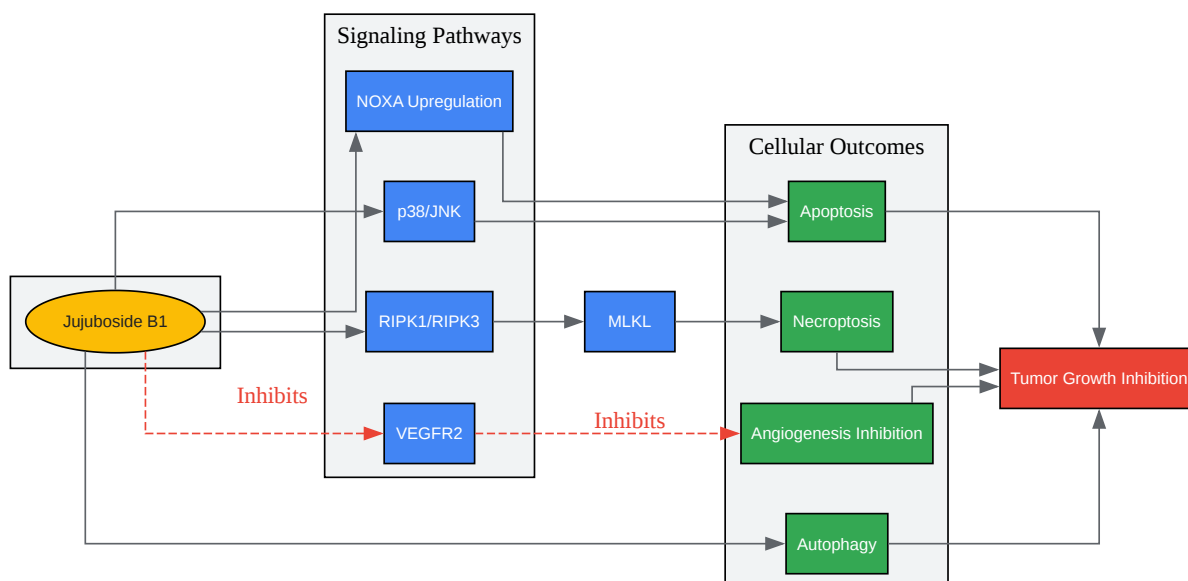 Signaling Pathways
NOXA Upregulation
Cellular Outcomes
p38/JNK
Apoptosis
Jujuboside B1
RIPK1/RIPK3
MLKL
Necroptosis
Tumor Growth Inhibition
Inhibits
VEGFR2
Inhibits
Angiogenesis Inhibition
Autophagy